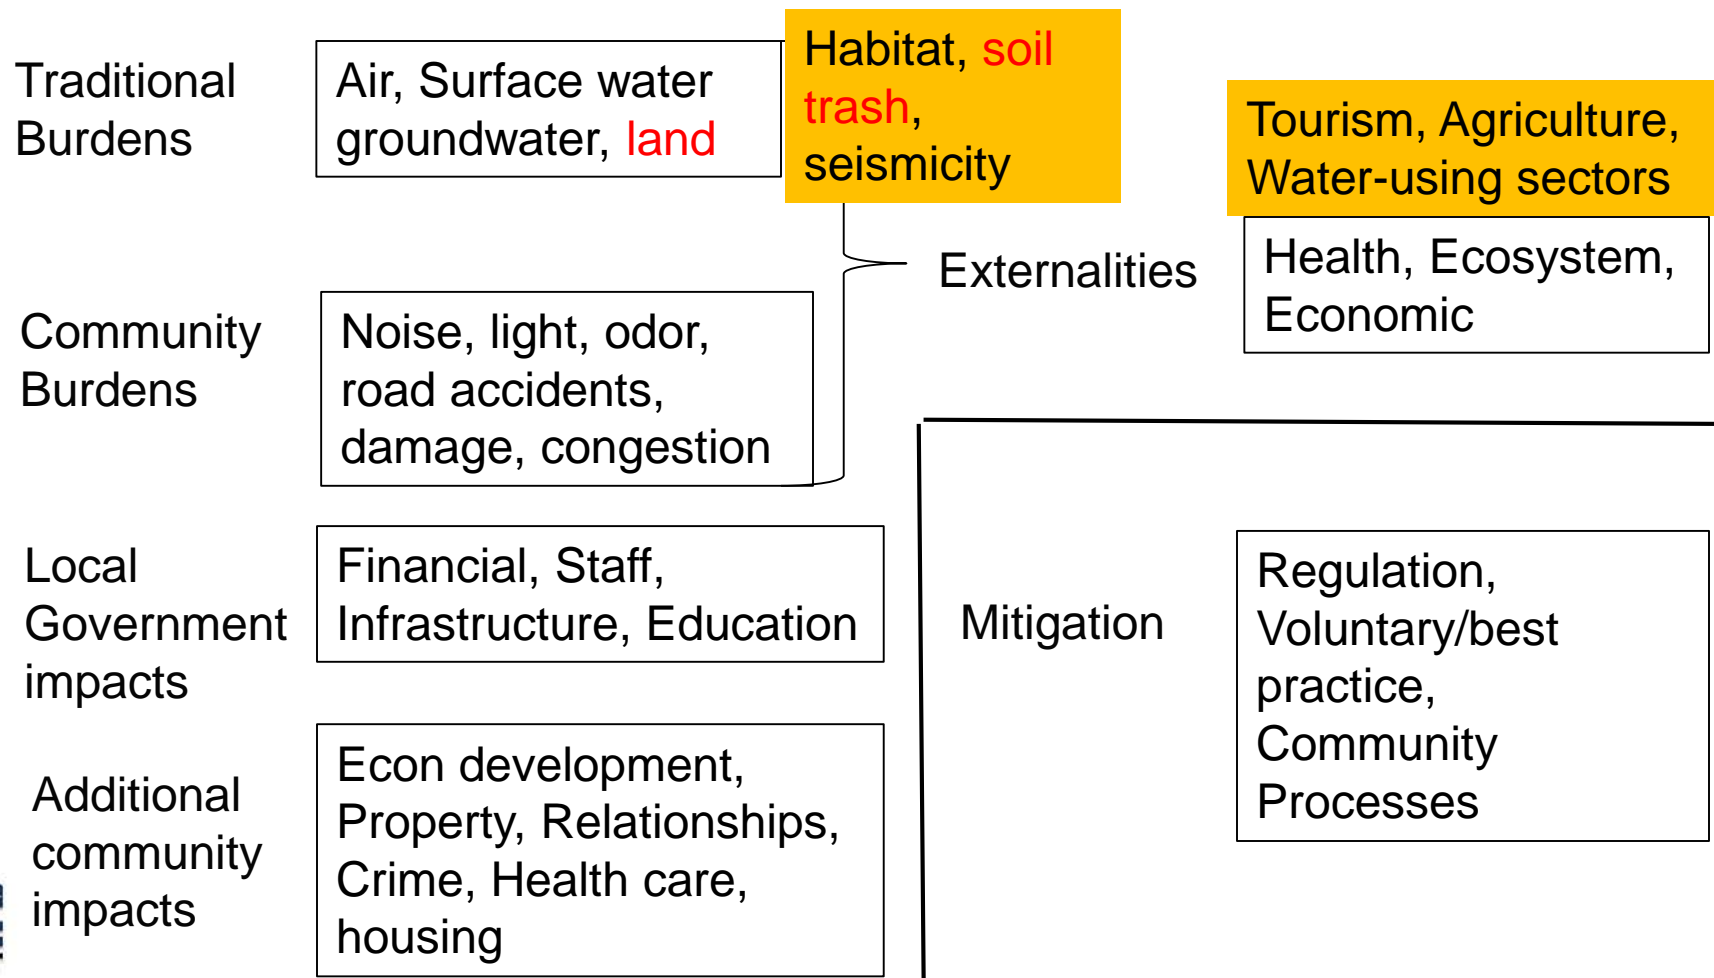 Traditional
Burdens
Air, Surface water
groundwater, land
Habitat, soil
trash,
seismicity
Tourism, Agriculture,
Water-using sectors
Externalities
Health, Ecosystem,
Economic
Community
Burdens
Noise, light, odor,
road accidents,
damage, congestion
Local
Government
impacts
Financial, Staff,
Infrastructure, Education
Mitigation
Regulation,
Voluntary/best
practice,
Community
Processes
Additional
community
impacts
Econ development,
Property, Relationships,
Crime, Health care,
housing